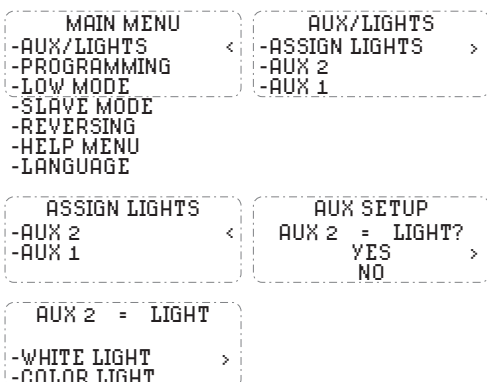 MAIN MENU
-AUX/LIGHTS <
-PROGRAMMING
-LOW MODE
-SLAVE MODE
-REVERSING
-HELP MENU
-LANGUAGE
AUX/LIGHTS
-ASSIGN LIGHTS >
-AUX 2
-AUX 1
ASSIGN LIGHTS
-AUX 2 <
-AUX 1
AUX SETUP
AUX 2 = LIGHT?
YES >
NO
AUX 2 = LIGHT
-WHITE LIGHT >
-COLOR LIGHT